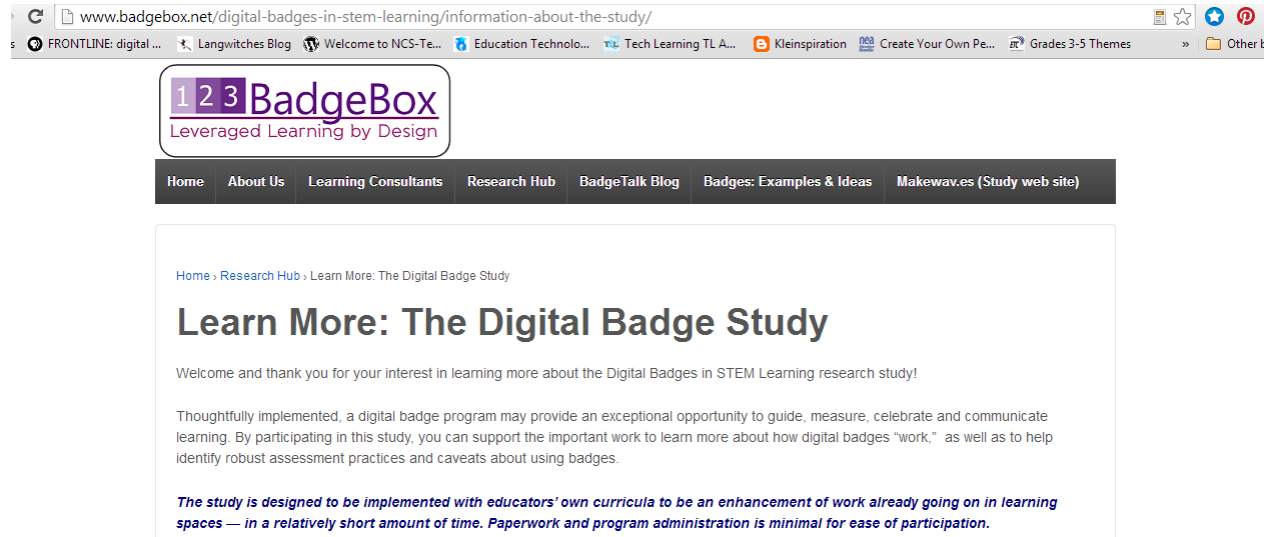 www.badgebox.net/digital-badges-in-stem-learning/information-about-the-study/
s FRONTLINE: digital ... Langwitches Blog Welcome to NCS-Te... Education Technolo... TL Tech Learning TL A... Kleinspiration nea Create Your Own Pe... Grades 3-5 Themes » Other b
1 2 3 BadgeBox
Leveraged Learning by Design
Home About Us Learning Consultants Research Hub BadgeTalk Blog Badges: Examples & Ideas Makewav.es (Study web site)
Home › Research Hub › Learn More: The Digital Badge Study
Learn More: The Digital Badge Study
Welcome and thank you for your interest in learning more about the Digital Badges in STEM Learning research study!
Thoughtfully implemented, a digital badge program may provide an exceptional opportunity to guide, measure, celebrate and communicate
learning. By participating in this study, you can support the important work to learn more about how digital badges “work,”  as well as to help
identify robust assessment practices and caveats about using badges.
The study is designed to be implemented with educators’ own curricula to be an enhancement of work already going on in learning
spaces — in a relatively short amount of time. Paperwork and program administration is minimal for ease of participation.